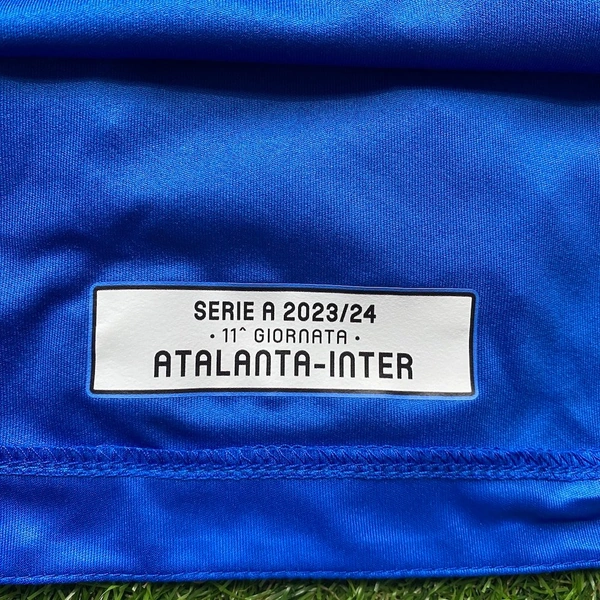 SERIE A 2023/24
• 11^ GIORNATA •
ATALANTA-INTER